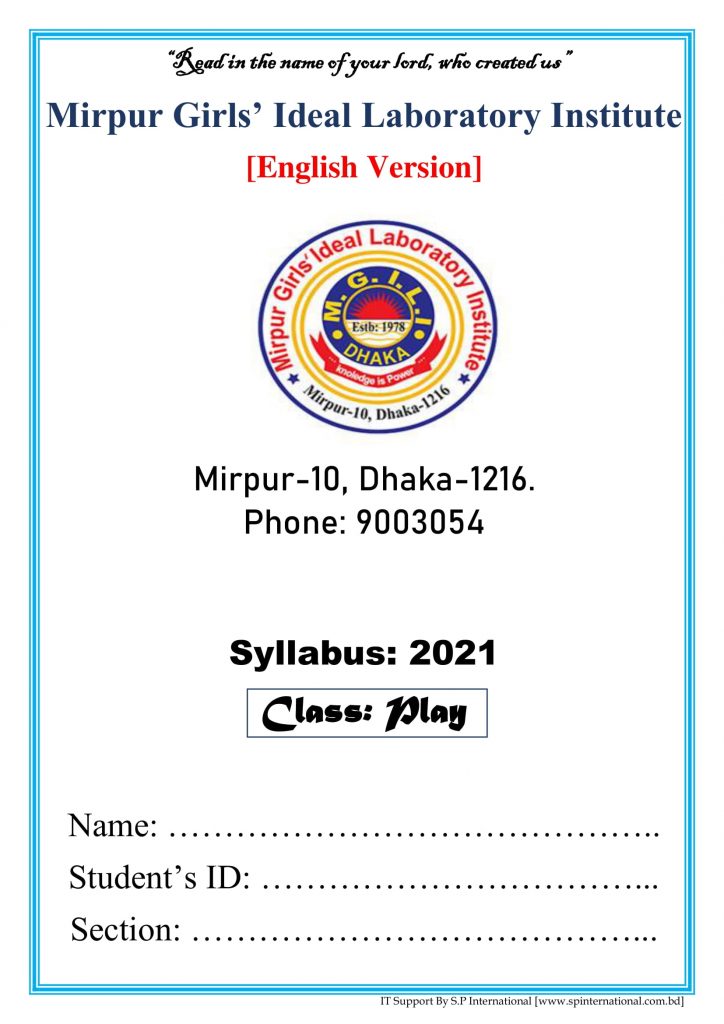 “Read in the name of your lord, who created us”
Mirpur Girls’ Ideal Laboratory Institute
[English Version]
Mirpur Girls’ Ideal Laboratory Institute
M.G.I.L.I
Estb: 1978
DHAKA
... knoledge is Power ...
Mirpur-10, Dhaka-1216
Mirpur-10, Dhaka-1216.
Phone: 9003054
Syllabus: 2021
Class: Play
Name: ……………………………………..
Student’s ID: ……………………………...
Section: …………………………………...
IT Support By S.P International [www.spinternational.com.bd]